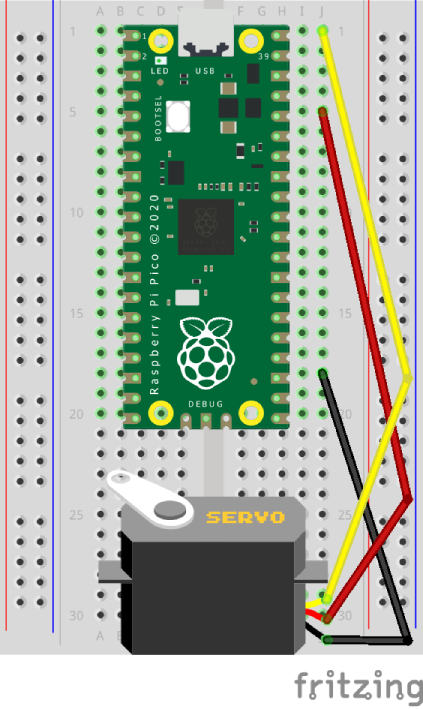 A B C D E F G H I J
1 1 1
2
LED USB 39
BOOTSEL
5 5
10 10
Raspberry Pi Pico ©2020
15 15
DEBUG
20 20
25 25
SERVO
30 30
A B
fritzing